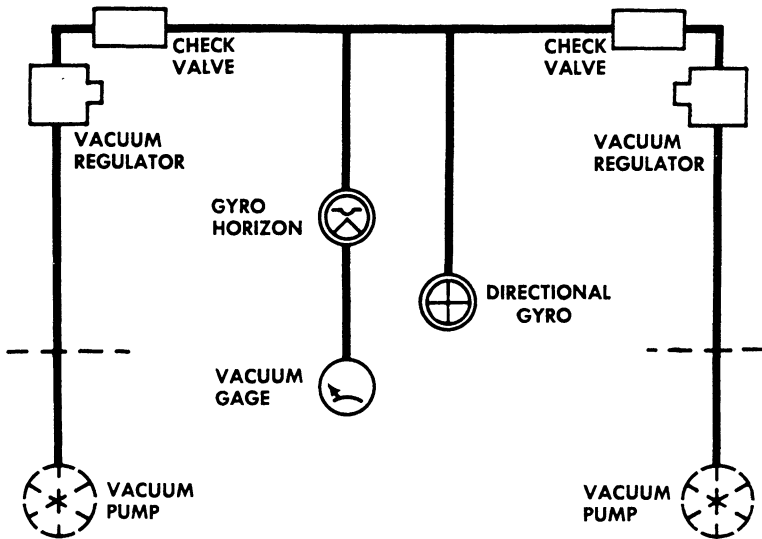 CHECK
VALVE
CHECK
VALVE
VACUUM
REGULATOR
VACUUM
REGULATOR
GYRO
HORIZON
DIRECTIONAL
GYRO
VACUUM
GAGE
VACUUM
PUMP
VACUUM
PUMP